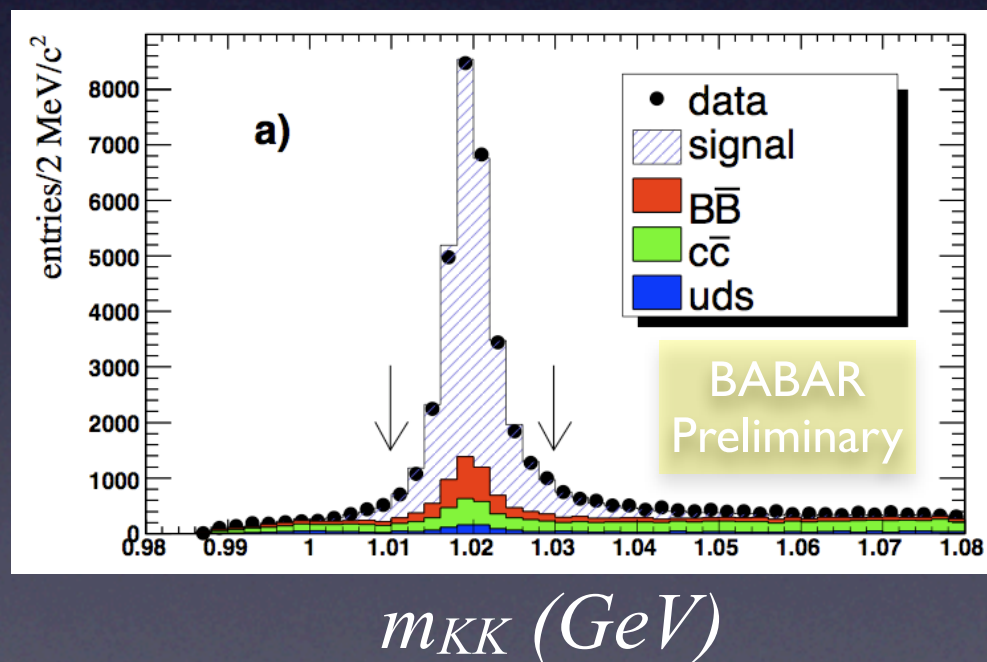 entries/2 MeV/c²
8000
7000
6000
5000
4000
3000
2000
1000
0
a)
data
signal
BB̅
cc̅
uds
BABAR
Preliminary
0.98 0.99 1 1.01 1.02 1.03 1.04 1.05 1.06 1.07 1.08
mKK (GeV)